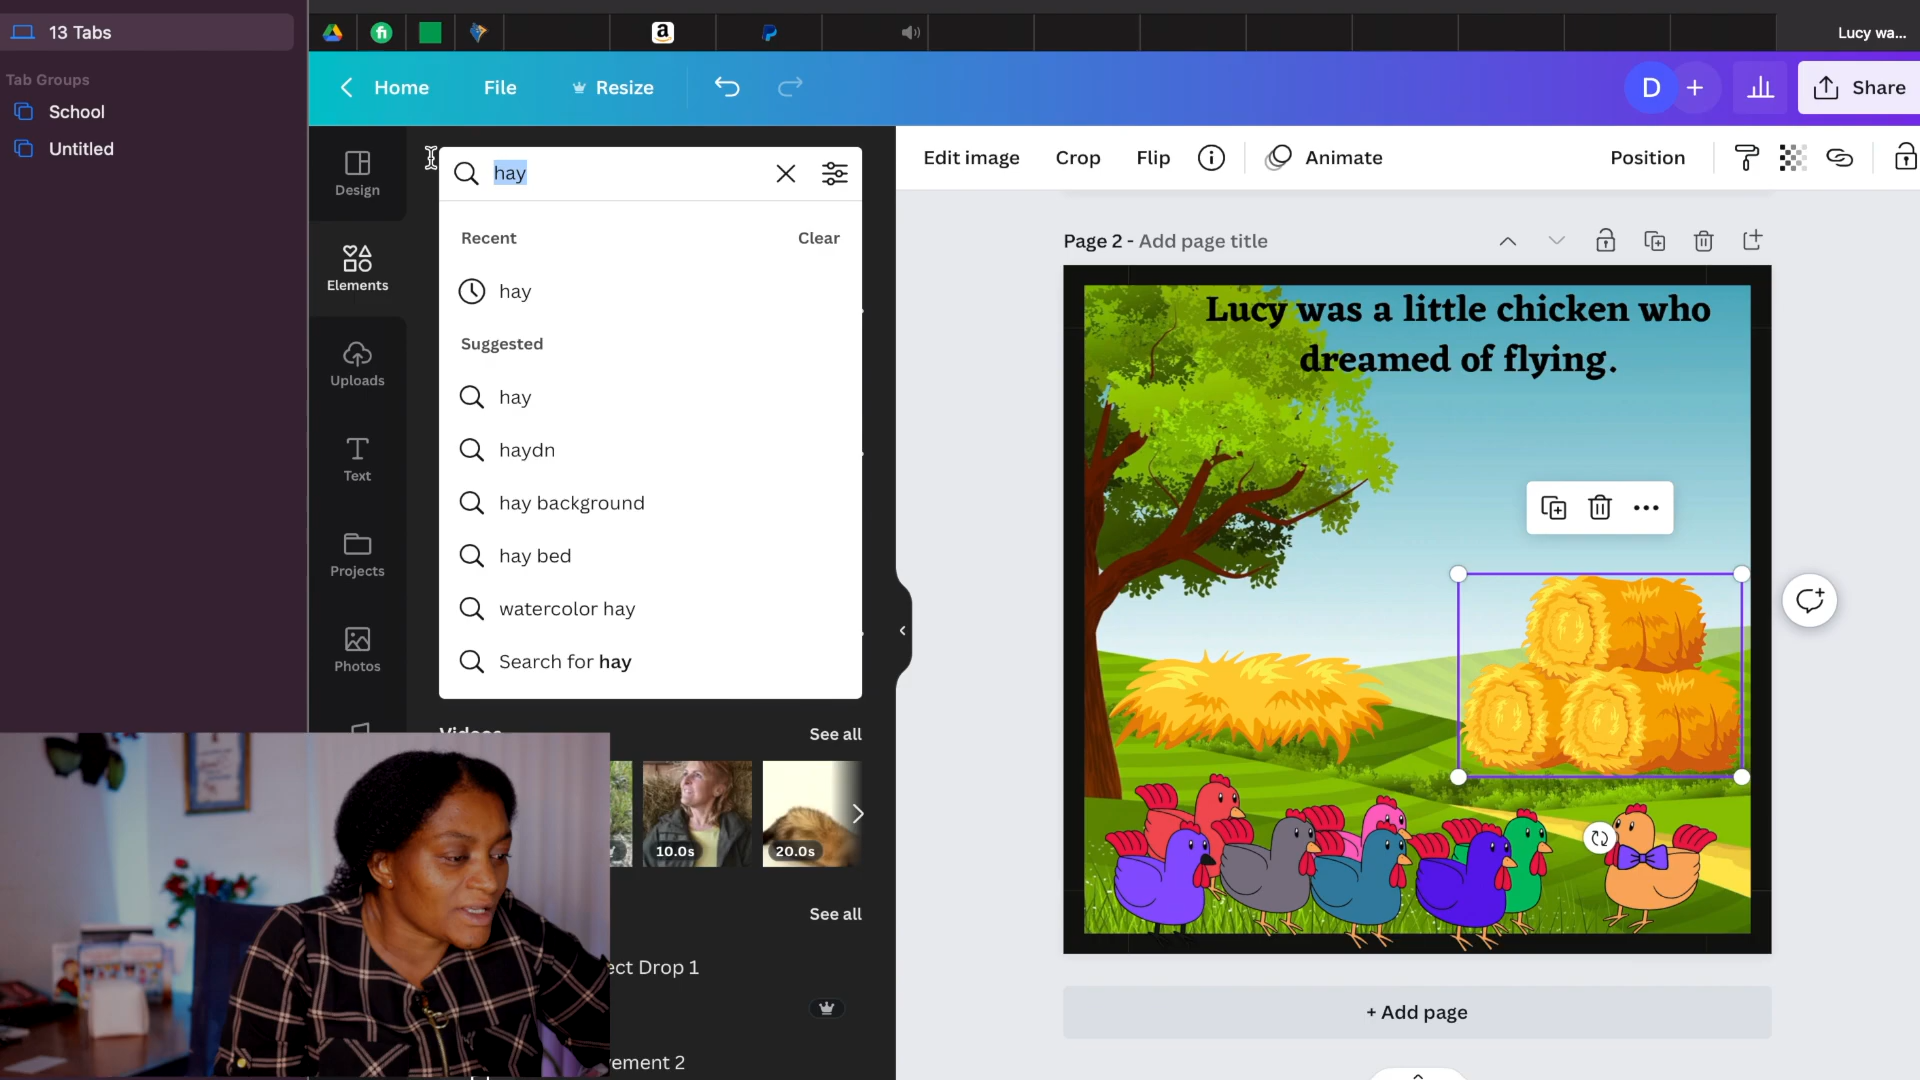 13 Tabs
Tab Groups
School
Untitled
a
Lucy wa...
Home
File
Resize
D
+
Share
Design
Elements
Uploads
Text
Projects
Photos
hay
Recent
Clear
hay
Suggested
hay
haydn
hay background
hay bed
watercolor hay
Search for hay
Videos
See all
10.0s
20.0s
See all
ect Drop 1
ement 2
Edit image
Crop
Flip
Animate
Position
Page 2 - Add page title
Lucy was a little chicken who
dreamed of flying.
+ Add page